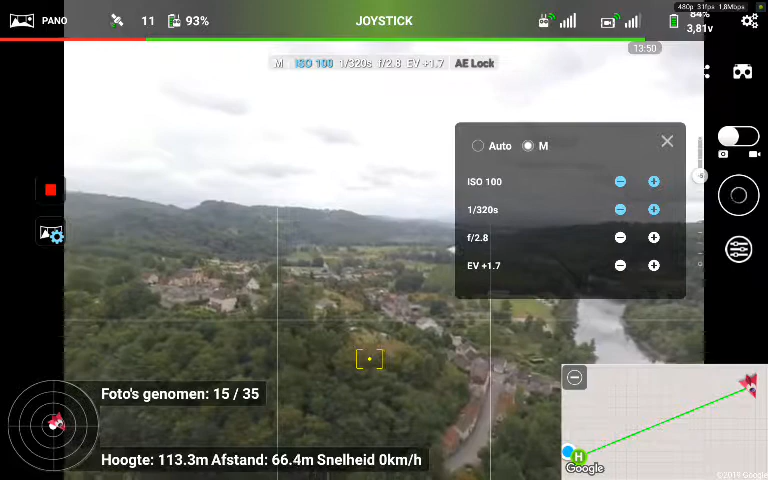 480p 31fps 1,8Mbps
PANO
11
93%
JOYSTICK
84%
3,81v
13:50
M ISO 100 1/320s f/2.8 EV +1.7 AE Lock
Auto M
ISO 100
1/320s
f/2.8
EV +1.7
-6
Foto's genomen: 15 / 35
Hoogte: 113.3m Afstand: 66.4m Snelheid 0km/h
H
Google
©2019 Google